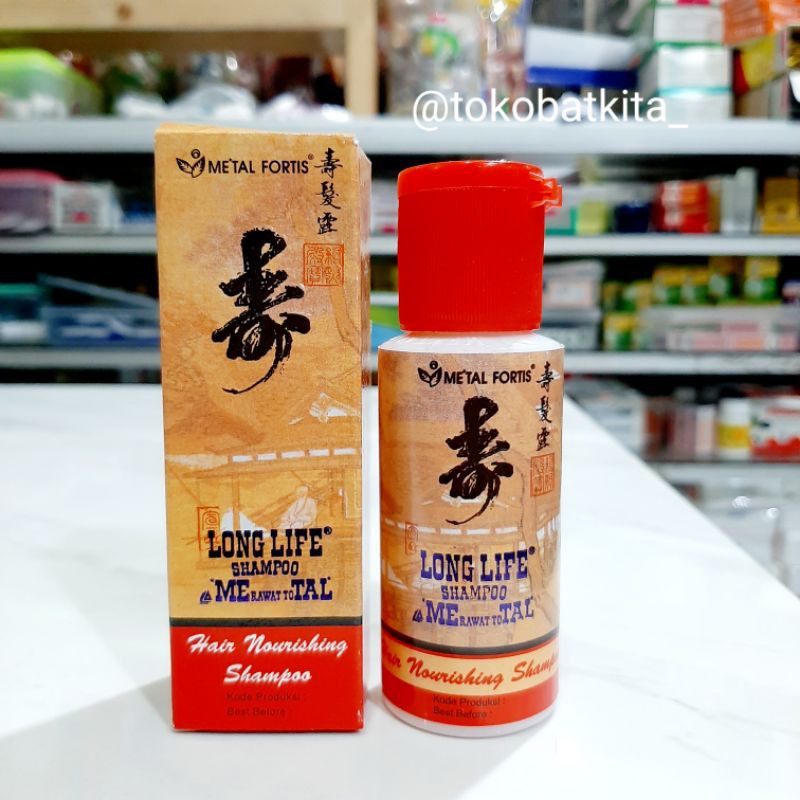 @tokobatkita_
METAL FORTIS®
壽髮靈
壽
LONG LIFE®
SHAMPOO
"MERAWAT TOTAL"
Hair Nourishing
Shampoo
Kode Produksi :
Best Before :
METAL FORTIS®
壽髮靈
壽
LONG LIFE®
SHAMPOO
"MERAWAT TOTAL"
Hair Nourishing Shampoo
Kode Produksi :
Best Before :